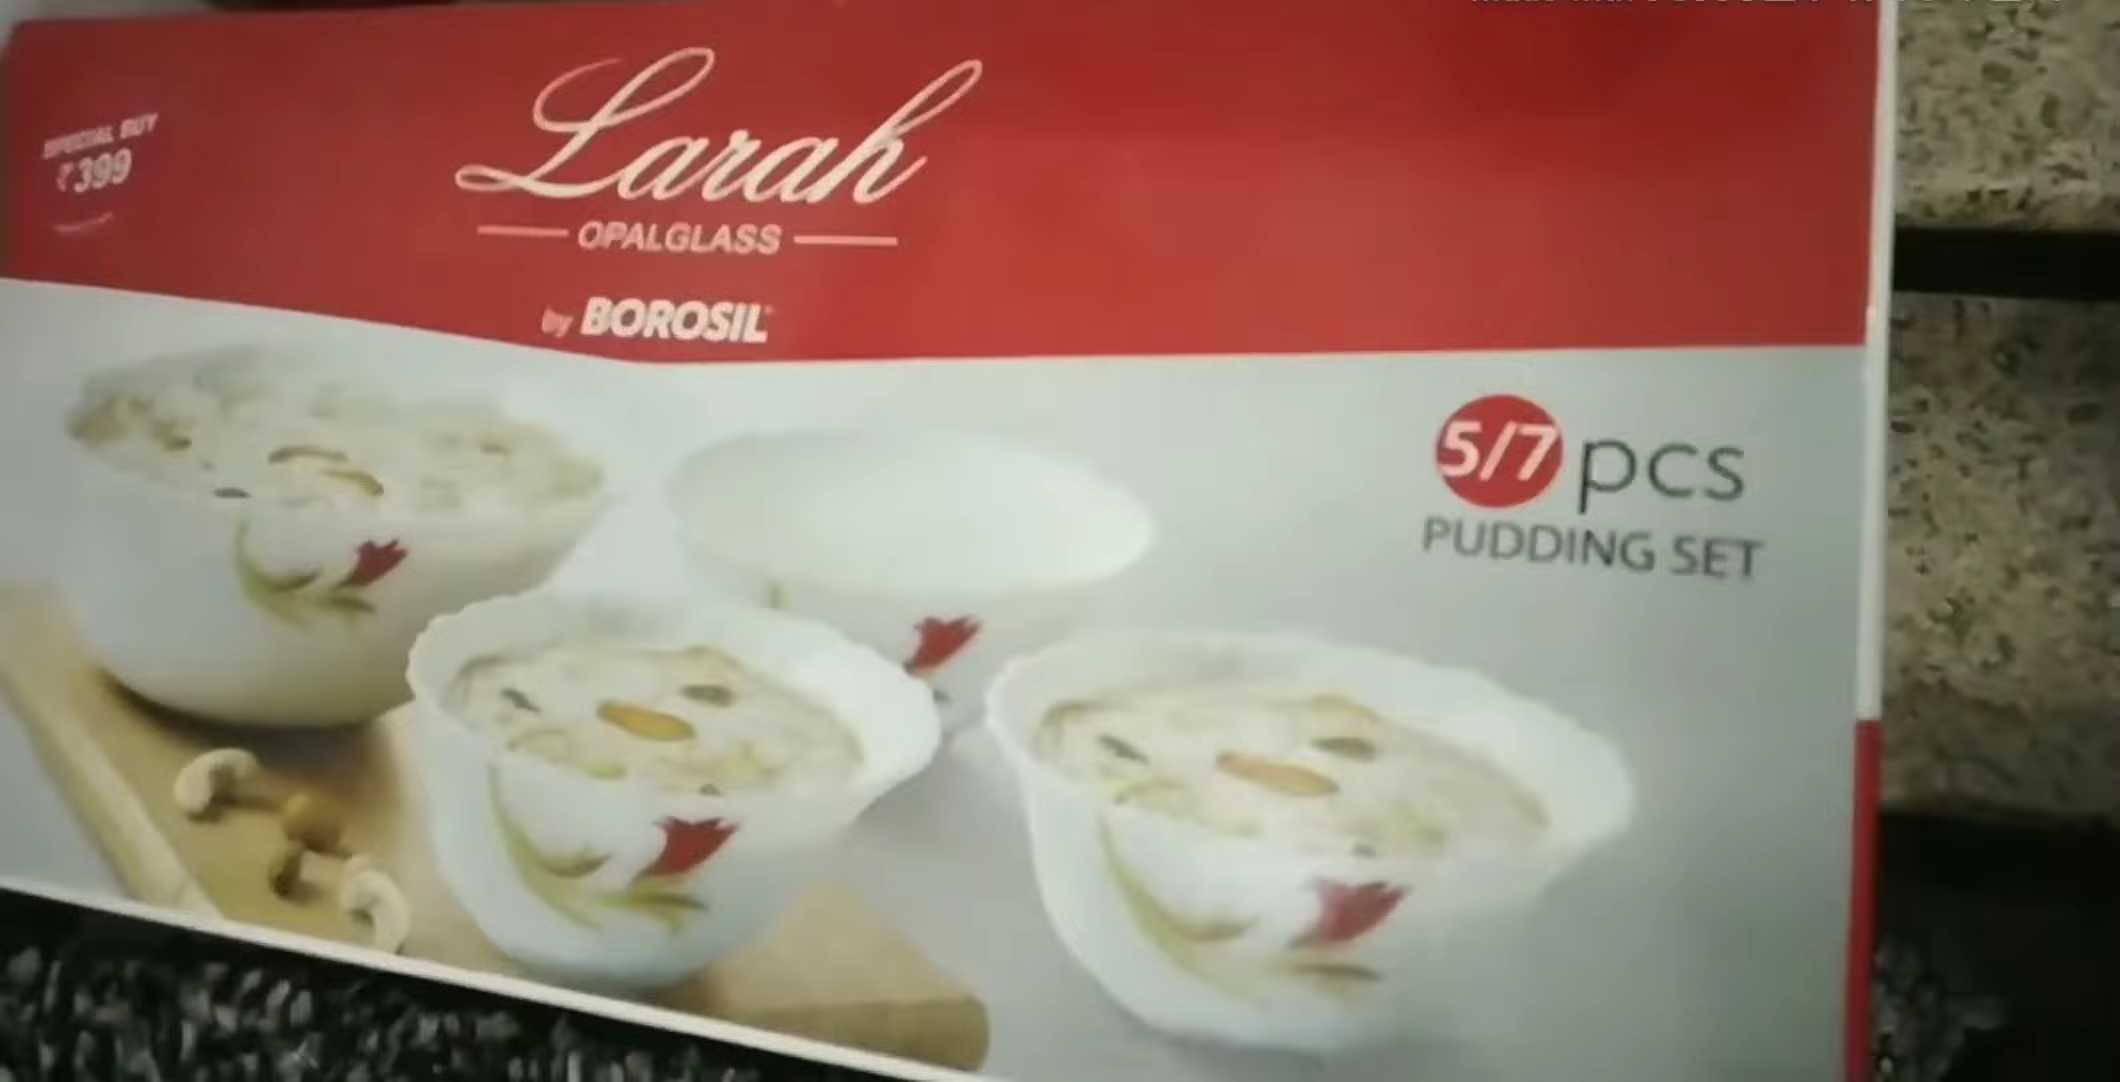 SPECIAL BUY
₹399
Larah
OPALGLASS
by BOROSIL
5/7 pcs
PUDDING SET